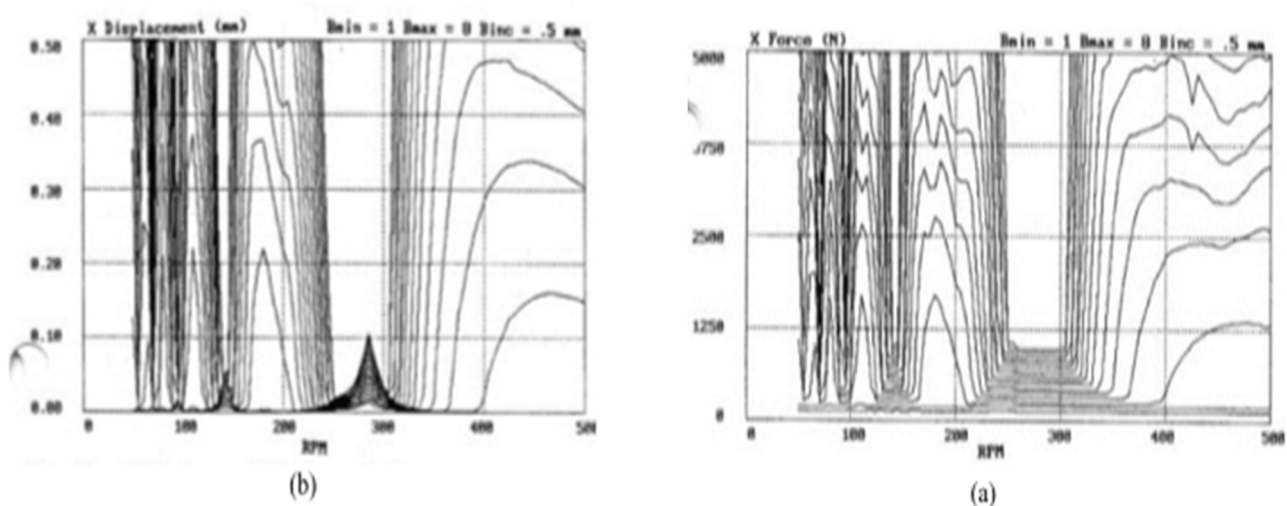 X Displacement (mm) Bmin = 1 Bmax = 8 Binc = .5 mm
0.50
0.40
0.30
0.20
0.10
0.00
0 100 200 300 400 500
RPM
(b)
X Force (N) Bmin = 1 Bmax = 8 Binc = .5 mm
5000
3750
2500
1250
0
0 100 200 300 400 500
RPM
(a)